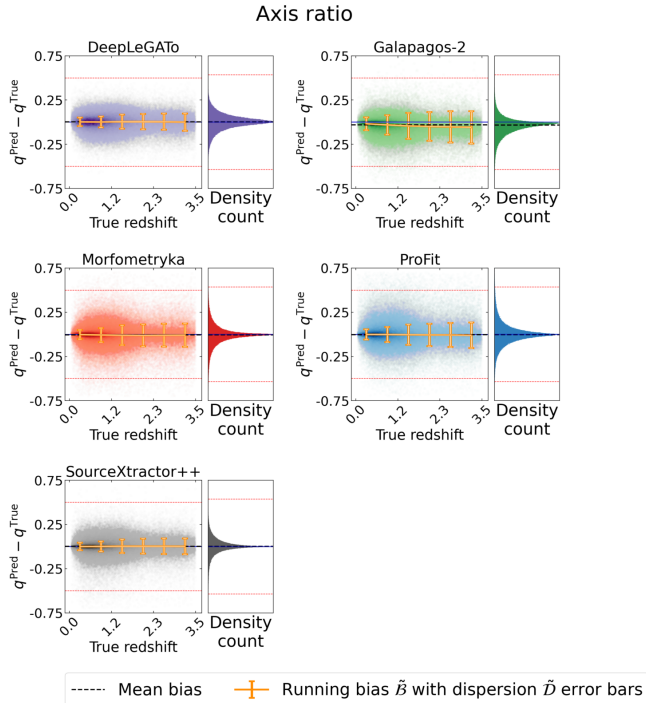 Axis ratio
DeepLeGATo
Galapagos-2
0.75
0.25
-0.25
-0.75
q^Pred − q^True
0.0
1.2
2.3
3.5
True redshift
Density
count
0.75
0.25
-0.25
-0.75
q^Pred − q^True
0.0
1.2
2.3
3.5
True redshift
Density
count
Morfometryka
ProFit
0.75
0.25
-0.25
-0.75
q^Pred − q^True
0.0
1.2
2.3
3.5
True redshift
Density
count
0.75
0.25
-0.25
-0.75
q^Pred − q^True
0.0
1.2
2.3
3.5
True redshift
Density
count
SourceXtractor++
0.75
0.25
-0.25
-0.75
q^Pred − q^True
0.0
1.2
2.3
3.5
True redshift
Density
count
Mean bias
Running bias B̃ with dispersion D̃ error bars